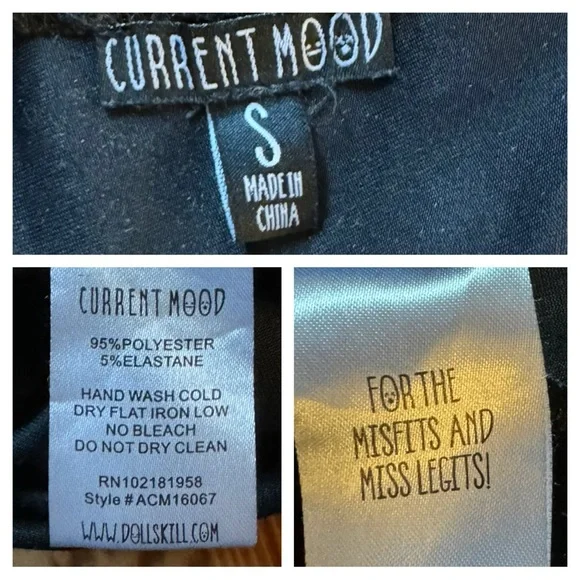 CURRENT MOOD
S
MADE IN
CHINA
CURRENT MOOD
95%POLYESTER
5%ELASTANE
HAND WASH COLD
DRY FLAT IRON LOW
NO BLEACH
DO NOT DRY CLEAN
RN102181958
Style # ACM16067
WWW.DOLLSKILL.COM
FOR THE
MISFITS AND
MISS LEGITS!